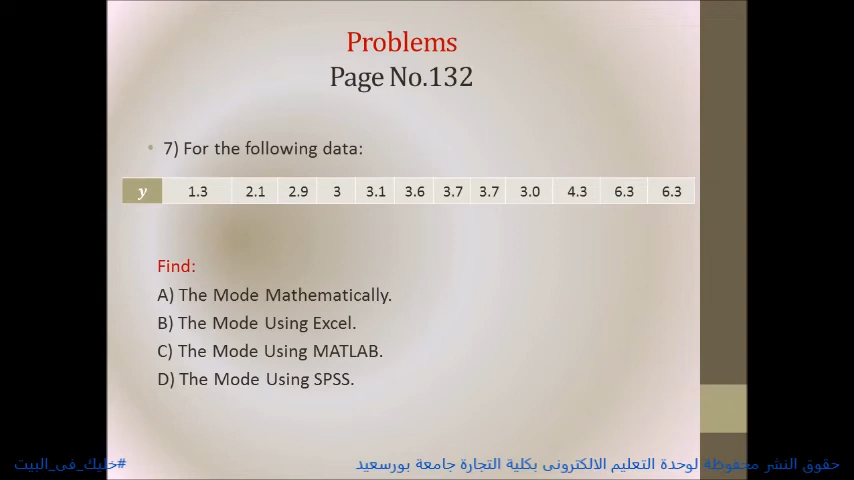 Problems
Page No.132
• 7) For the following data:
y 1.3 2.1 2.9 3 3.1 3.6 3.7 3.7 3.0 4.3 6.3 6.3
Find:
A) The Mode Mathematically.
B) The Mode Using Excel.
C) The Mode Using MATLAB.
D) The Mode Using SPSS.
حقوق النشر محفوظة لوحدة التعليم الالكترونى بكلية التجارة جامعة بورسعيد
#خليك_فى_البيت